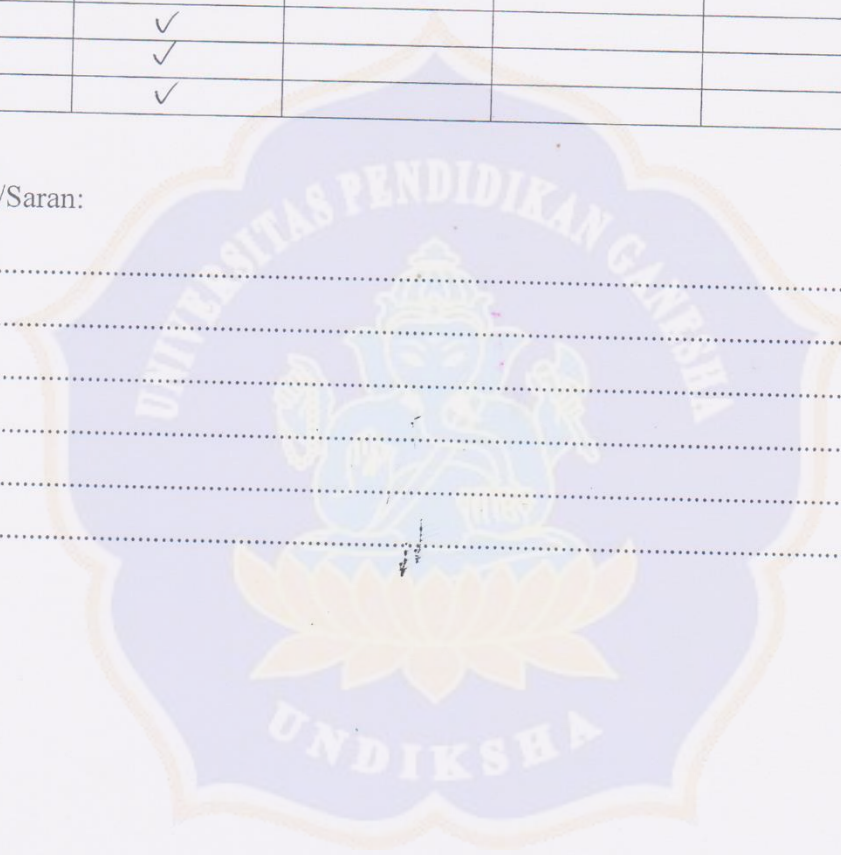 ✓
✓
✓
/Saran:
UNIVERSITAS PENDIDIKAN GANESHA
UNDIKSHA